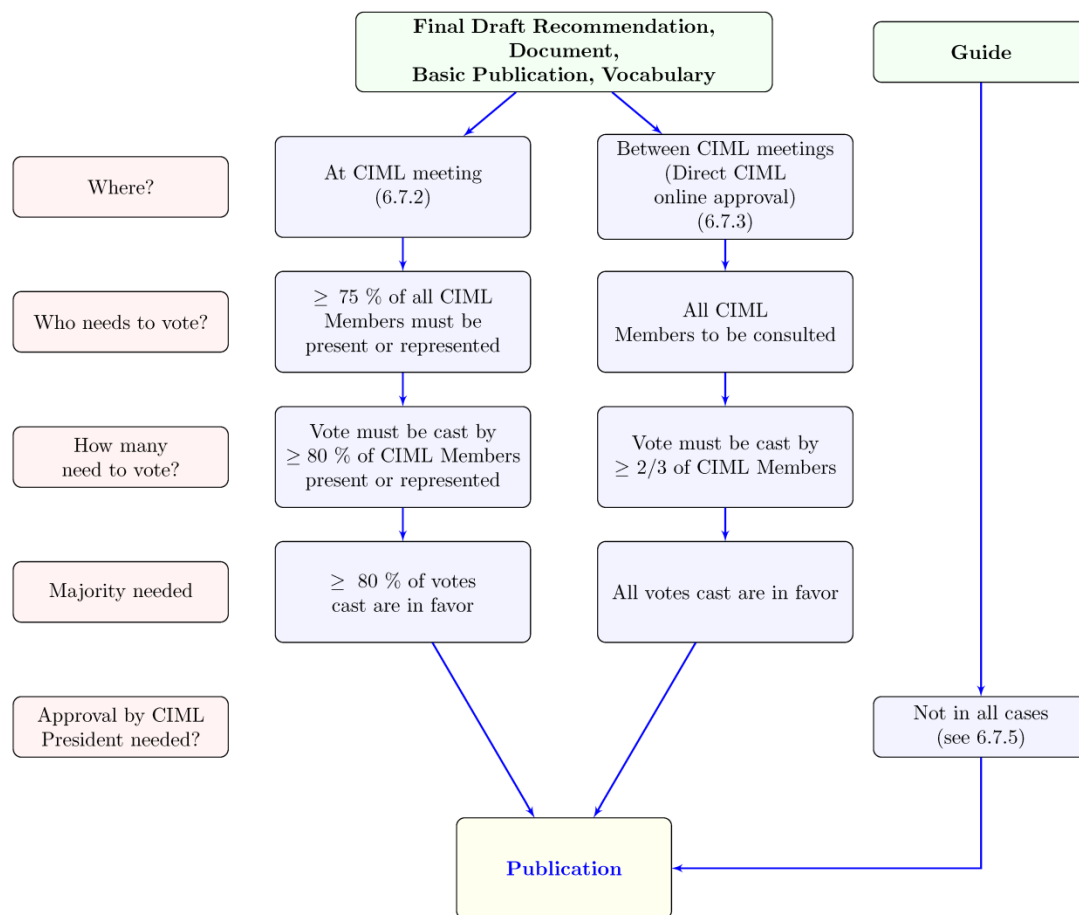 Final Draft Recommendation,
Document,
Basic Publication, Vocabulary
Guide
Where?
At CIML meeting
(6.7.2)
Between CIML meetings
(Direct CIML
online approval)
(6.7.3)
Who needs to vote?
≥ 75 % of all CIML
Members must be
present or represented
All CIML
Members to be consulted
How many
need to vote?
Vote must be cast by
≥ 80 % of CIML Members
present or represented
Vote must be cast by
≥ 2/3 of CIML Members
Majority needed
≥ 80 % of votes
cast are in favor
All votes cast are in favor
Approval by CIML
President needed?
Not in all cases
(see 6.7.5)
Publication